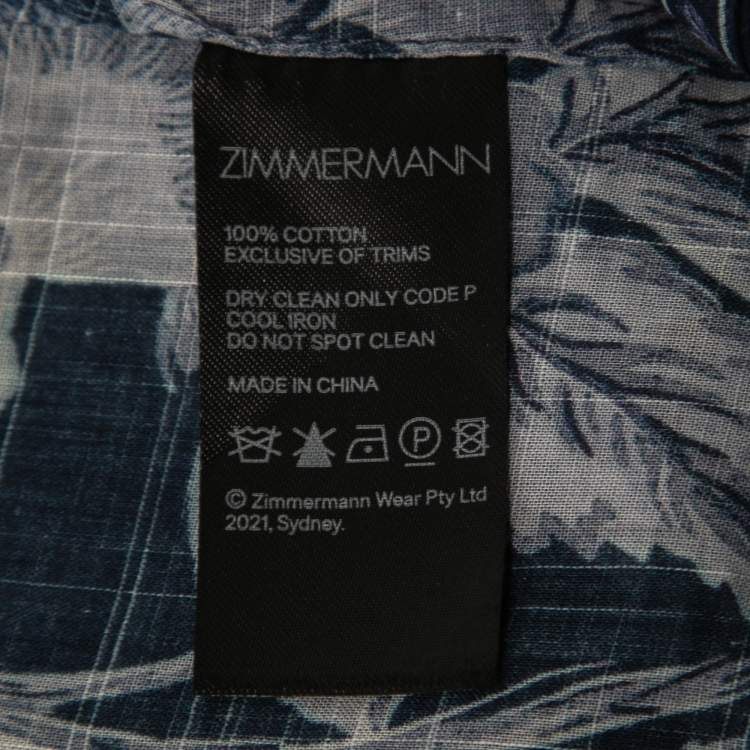 ZIMMERMANN
100% COTTON
EXCLUSIVE OF TRIMS
DRY CLEAN ONLY CODE P
COOL IRON
DO NOT SPOT CLEAN
MADE IN CHINA
P
© Zimmermann Wear Pty Ltd
2021, Sydney.